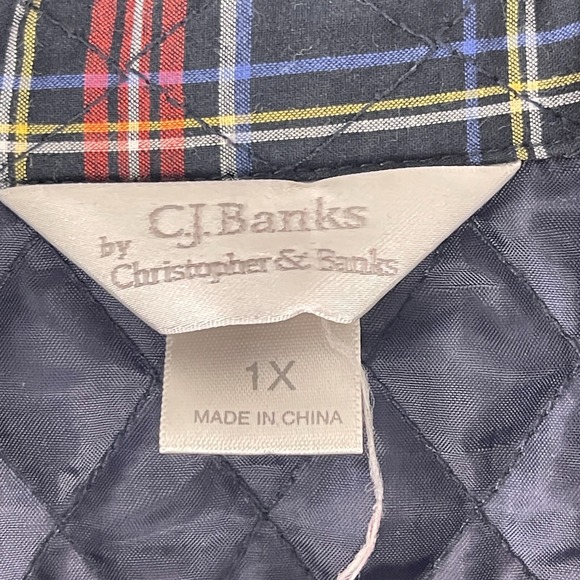 C.J. Banks
by
Christopher & Banks
1X
MADE IN CHINA